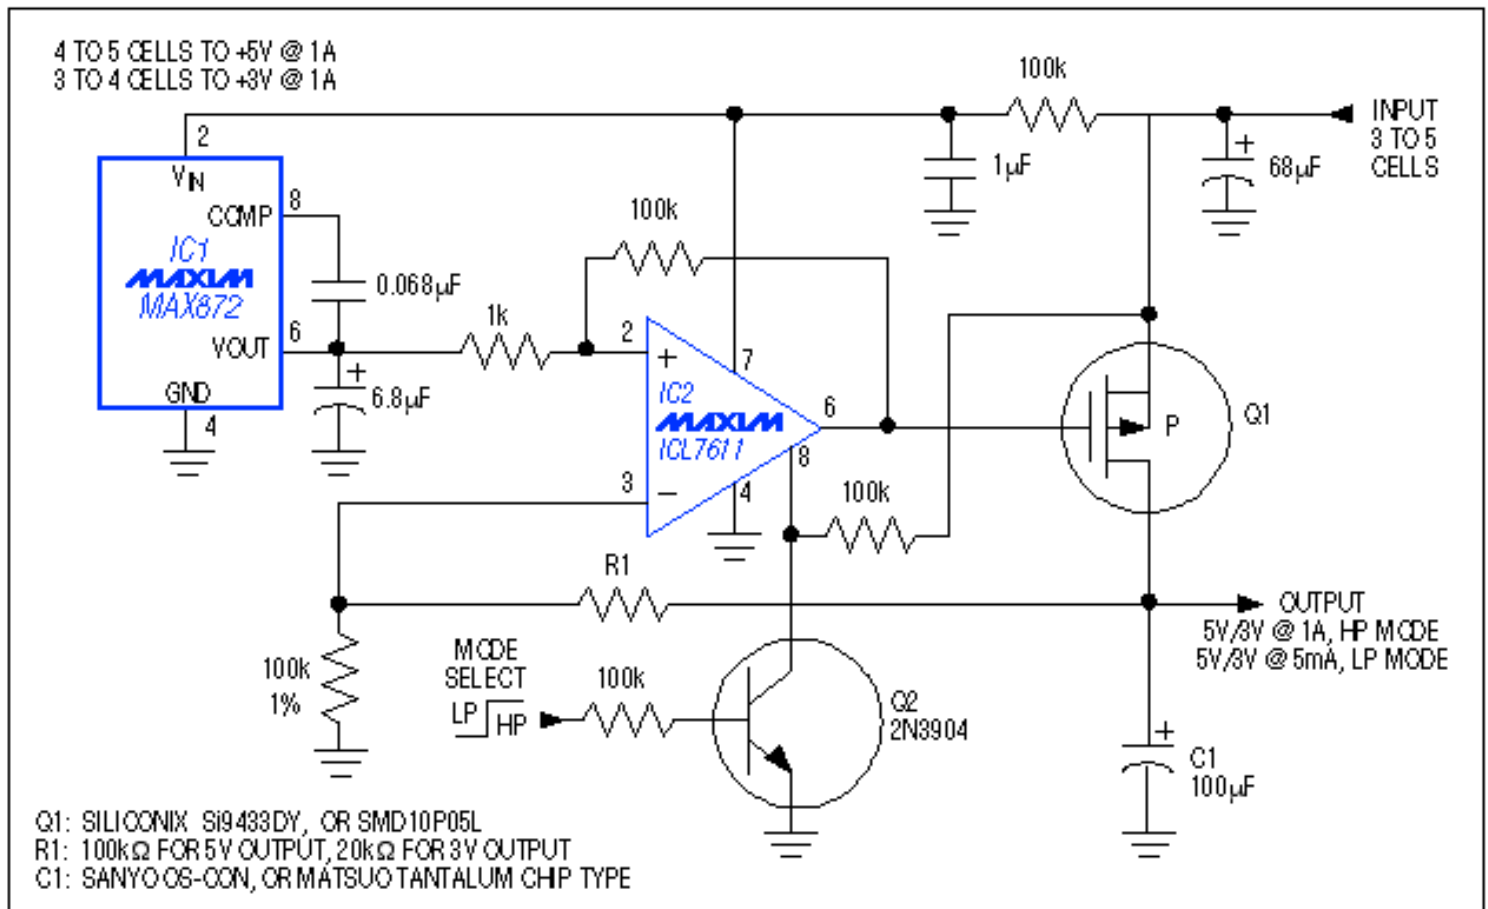 4 TO 5 CELLS TO +5V @ 1A
3 TO 4 CELLS TO +3V @ 1A
100k
INPUT
3 TO 5
CELLS
2
VIN
1µF
+
68µF
COMP
8
100k
IC1
MAXIM
MAX872
0.068µF
1k
VOUT
6
2
+
7
+
6.8µF
GND
4
IC2
MAXIM
ICL7611
6
P
Q1
8
3
−
4
100k
R1
OUTPUT
5V/3V @ 1A, HP MODE
5V/3V @ 5mA, LP MODE
100k
1%
MODE
SELECT
LP
HP
100k
Q2
2N3904
+
C1
100µF
Q1: SILICONIX Si9433DY, OR SMD10P05L
R1: 100kΩ FOR 5V OUTPUT, 20kΩ FOR 3V OUTPUT
C1: SANYO OS-CON, OR MATSUO TANTALUM CHIP TYPE